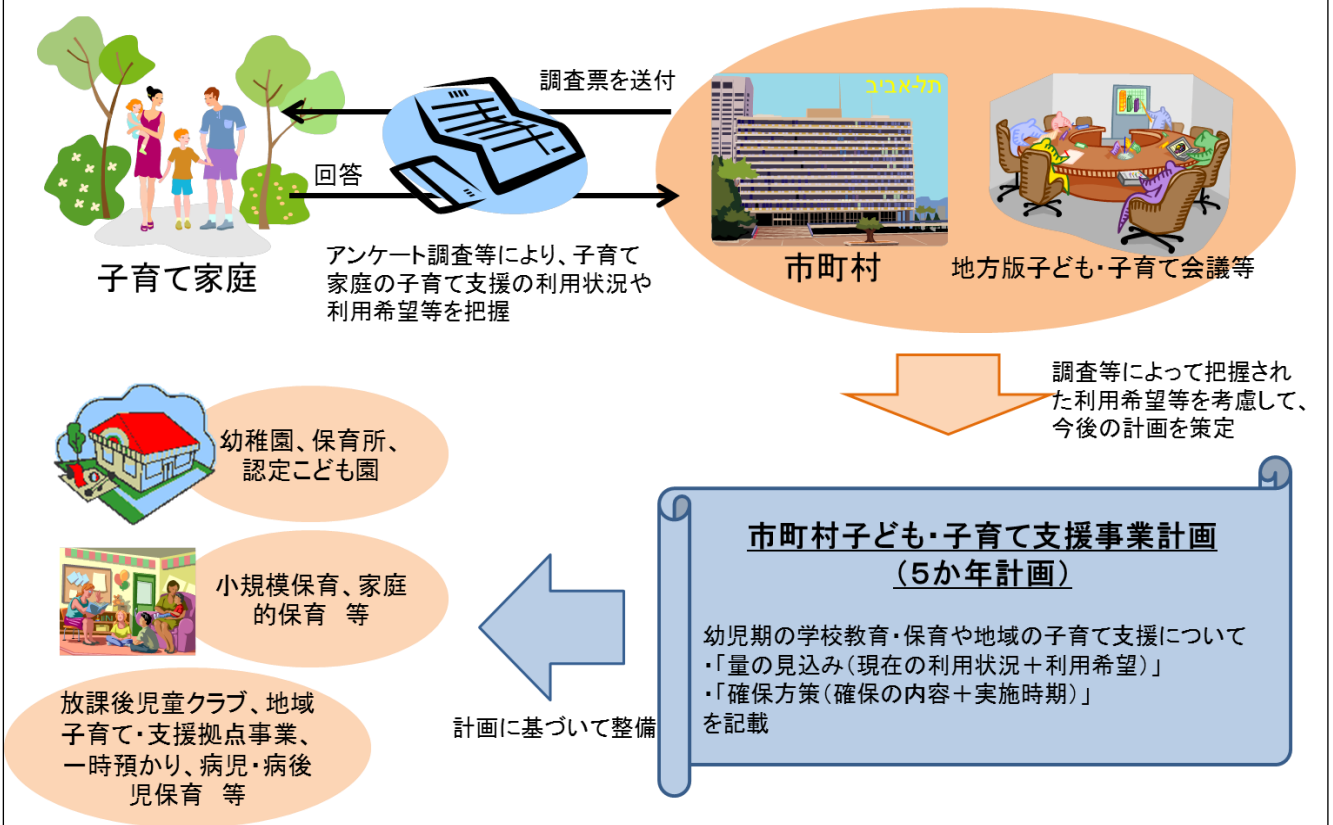 調査票を送付
回答
תל-אביב
子育て家庭
アンケート調査等により、子育て
家庭の子育て支援の利用状況や
利用希望等を把握
市町村
地方版子ども・子育て会議等
調査等によって把握され
た利用希望等を考慮して、
今後の計画を策定
市町村子ども・子育て支援事業計画
（５か年計画）
幼児期の学校教育・保育や地域の子育て支援について
・「量の見込み（現在の利用状況＋利用希望）」
・「確保方策（確保の内容＋実施時期）」
を記載
計画に基づいて整備
幼稚園、保育所、
認定こども園
小規模保育、家庭
的保育　等
放課後児童クラブ、地域
子育て・支援拠点事業、
一時預かり、病児・病後
児保育　等